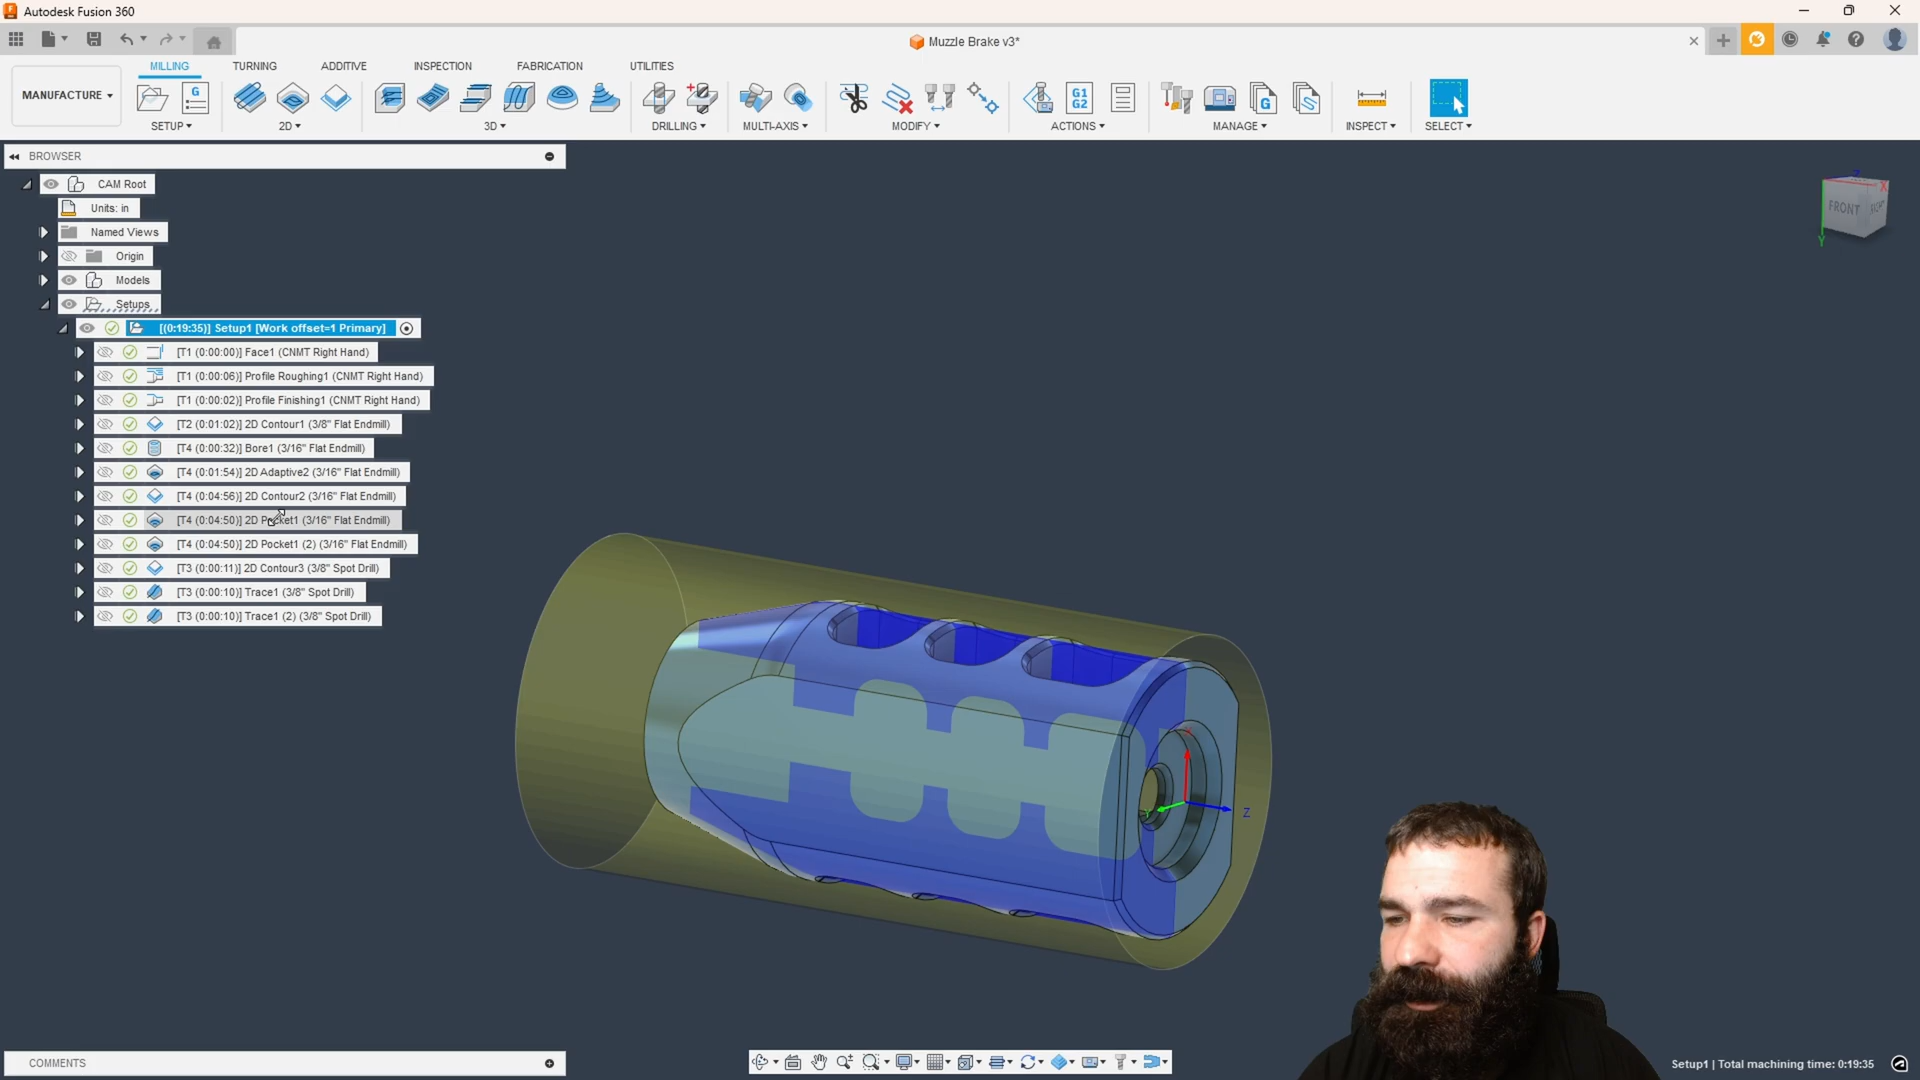 Autodesk Fusion 360
Muzzle Brake v3*
MILLING TURNING ADDITIVE INSPECTION FABRICATION UTILITIES
MANUFACTURE
G
G
G1
G2
SETUP 2D 3D DRILLING MULTI-AXIS MODIFY ACTIONS MANAGE INSPECT SELECT
BROWSER
CAM Root
Units: in
Named Views
Origin
Models
Setups
[(0:19:35)] Setup1 [Work offset=1 Primary]
[T1 (0:00:00)] Face1 (CNMT Right Hand)
[T1 (0:00:06)] Profile Roughing1 (CNMT Right Hand)
[T1 (0:00:02)] Profile Finishing1 (CNMT Right Hand)
[T2 (0:01:02)] 2D Contour1 (3/8" Flat Endmill)
[T4 (0:00:32)] Bore1 (3/16" Flat Endmill)
[T4 (0:01:54)] 2D Adaptive2 (3/16" Flat Endmill)
[T4 (0:04:56)] 2D Contour2 (3/16" Flat Endmill)
[T4 (0:04:50)] 2D Pocket1 (3/16" Flat Endmill)
[T4 (0:04:50)] 2D Pocket1 (2) (3/16" Flat Endmill)
[T3 (0:00:11)] 2D Contour3 (3/8" Spot Drill)
[T3 (0:00:10)] Trace1 (3/8" Spot Drill)
[T3 (0:00:10)] Trace1 (2) (3/8" Spot Drill)
Z
X
FRONT
RIGHT
Y
Z
COMMENTS
Setup1 | Total machining time: 0:19:35